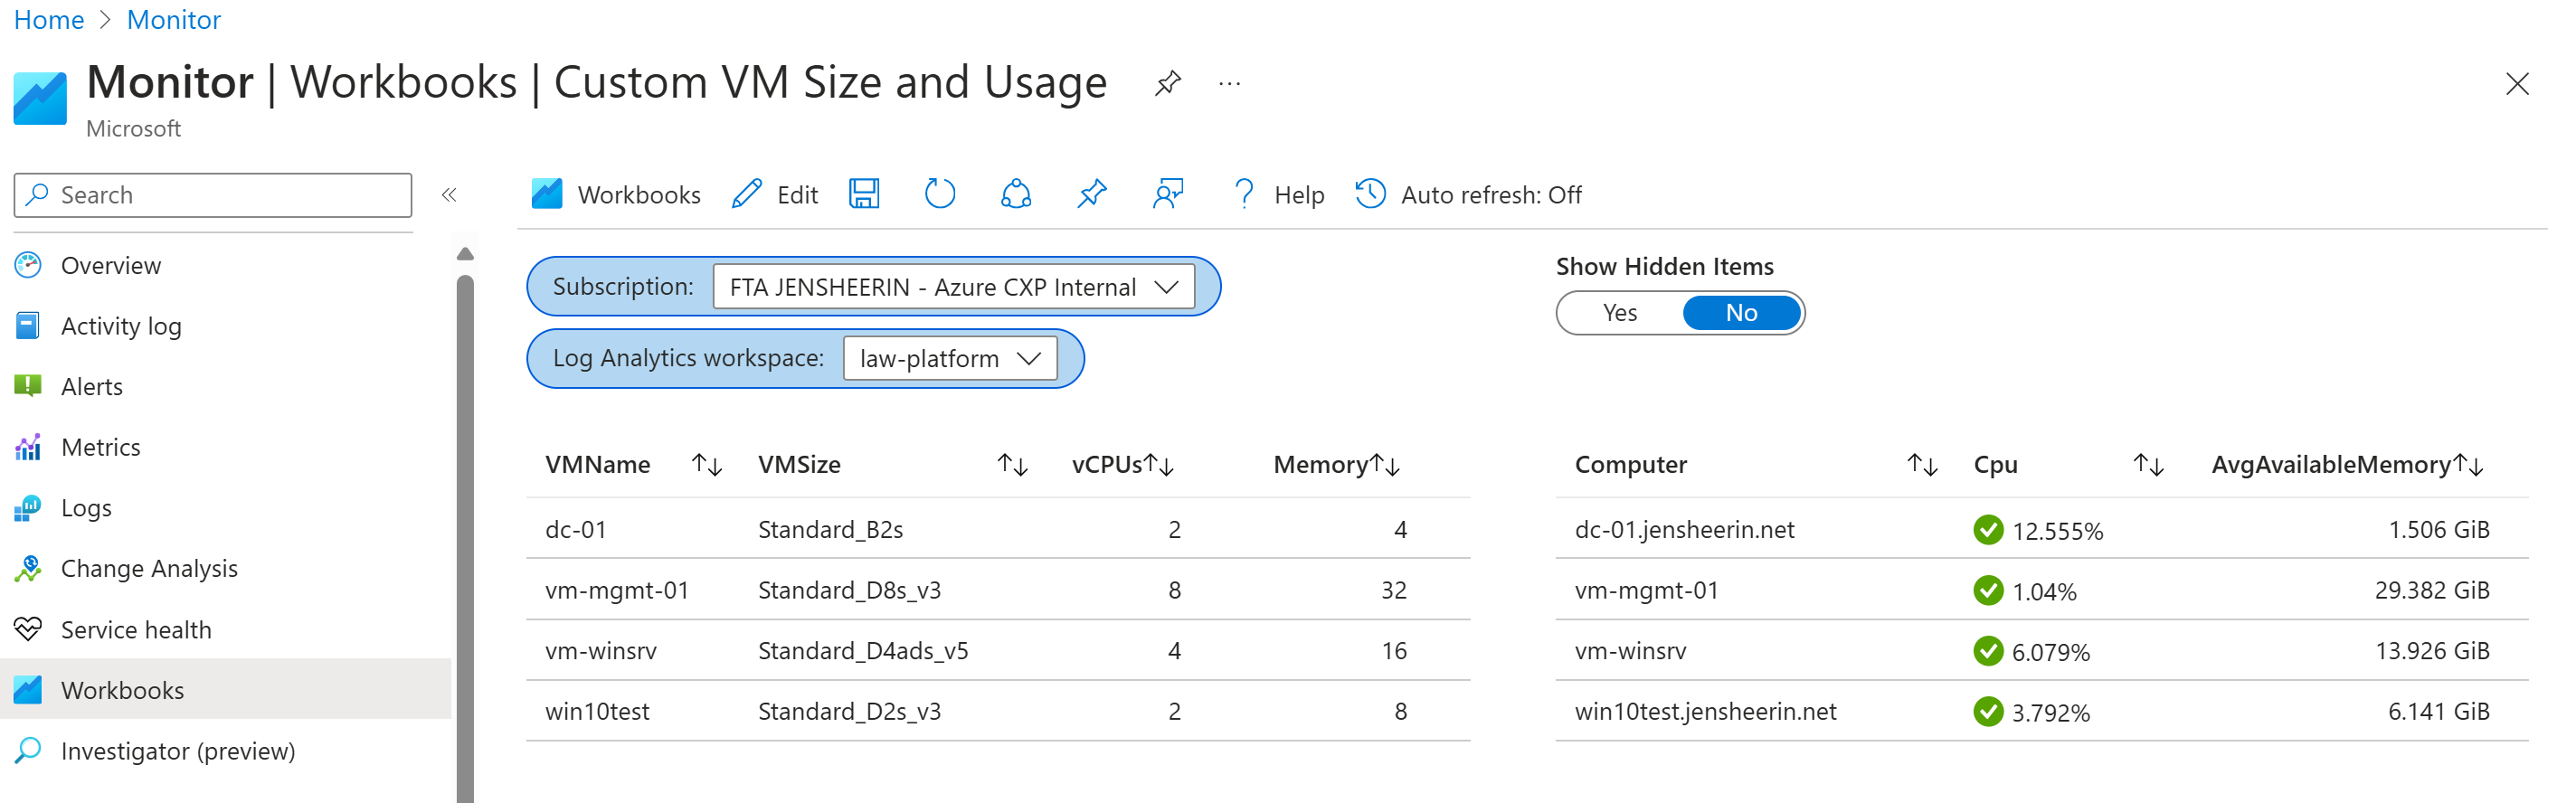 Home > Monitor
Monitor | Workbooks | Custom VM Size and Usage ...
Microsoft
Search «
Workbooks Edit Help Auto refresh: Off
Overview
Activity log
Alerts
Metrics
Logs
Change Analysis
Service health
Workbooks
Investigator (preview)
Subscription: FTA JENSHEERIN - Azure CXP Internal
Log Analytics workspace: law-platform
Show Hidden Items
Yes No
VMName ↑↓ VMSize ↑↓ vCPUs↑↓ Memory↑↓
dc-01 Standard_B2s 2 4
vm-mgmt-01 Standard_D8s_v3 8 32
vm-winsrv Standard_D4ads_v5 4 16
win10test Standard_D2s_v3 2 8
Computer ↑↓ Cpu ↑↓ AvgAvailableMemory↑↓
dc-01.jensheerin.net 12.555% 1.506 GiB
vm-mgmt-01 1.04% 29.382 GiB
vm-winsrv 6.079% 13.926 GiB
win10test.jensheerin.net 3.792% 6.141 GiB